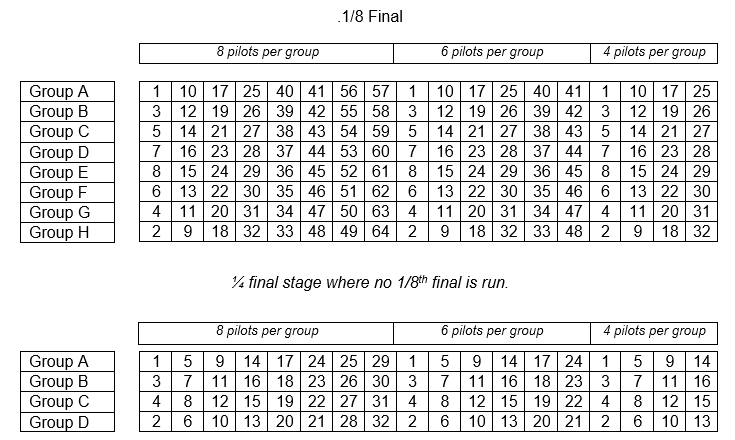 .1/8 Final
8 pilots per group 6 pilots per group 4 pilots per group
Group A 1 10 17 25 40 41 56 57 1 10 17 25 40 41 1 10 17 25
Group B 3 12 19 26 39 42 55 58 3 12 19 26 39 42 3 12 19 26
Group C 5 14 21 27 38 43 54 59 5 14 21 27 38 43 5 14 21 27
Group D 7 16 23 28 37 44 53 60 7 16 23 28 37 44 7 16 23 28
Group E 8 15 24 29 36 45 52 61 8 15 24 29 36 45 8 15 24 29
Group F 6 13 22 30 35 46 51 62 6 13 22 30 35 46 6 13 22 30
Group G 4 11 20 31 34 47 50 63 4 11 20 31 34 47 4 11 20 31
Group H 2 9 18 32 33 48 49 64 2 9 18 32 33 48 2 9 18 32
¼ final stage where no 1/8th final is run.
8 pilots per group 6 pilots per group 4 pilots per group
Group A 1 5 9 14 17 24 25 29 1 5 9 14 17 24 1 5 9 14
Group B 3 7 11 16 18 23 26 30 3 7 11 16 18 23 3 7 11 16
Group C 4 8 12 15 19 22 27 31 4 8 12 15 19 22 4 8 12 15
Group D 2 6 10 13 20 21 28 32 2 6 10 13 20 21 2 6 10 13